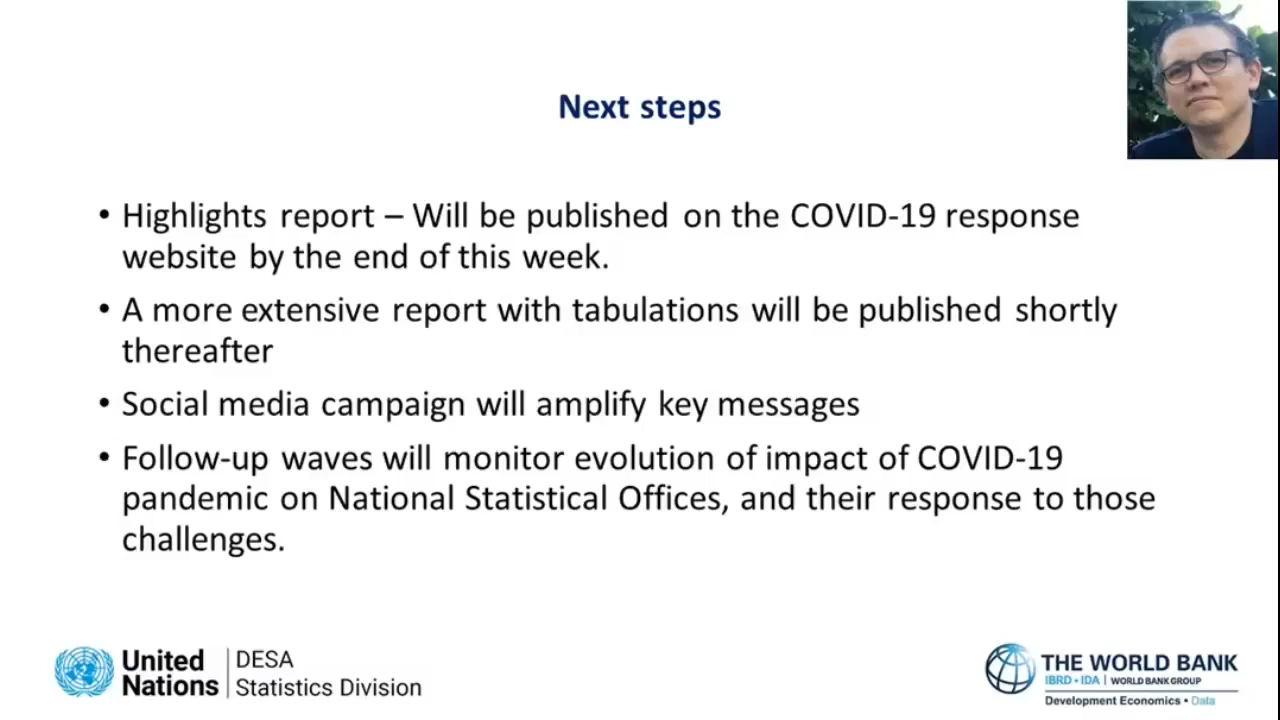 Next steps
• Highlights report – Will be published on the COVID-19 response
website by the end of this week.
• A more extensive report with tabulations will be published shortly
thereafter
• Social media campaign will amplify key messages
• Follow-up waves will monitor evolution of impact of COVID-19
pandemic on National Statistical Offices, and their response to those
challenges.
United
Nations
DESA
Statistics Division
THE WORLD BANK
IBRD • IDA | WORLD BANK GROUP
Development Economics • Data